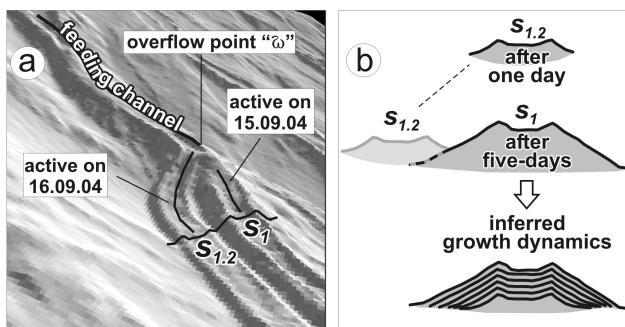 a
feeding channel
overflow point “ω”
active on
15.09.04
active on
16.09.04
S1.2
S1
b
S1.2
after
one day
S1.2
S1
after
five-days
inferred
growth dynamics